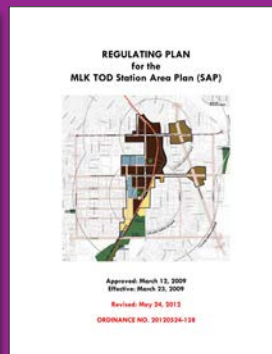 REGULATING PLAN
for the
MLK TOD Station Area Plan (SAP)
Approved: March 12, 2009
Effective: March 23, 2009
Revised: May 24, 2012
ORDINANCE NO. 20120524-128